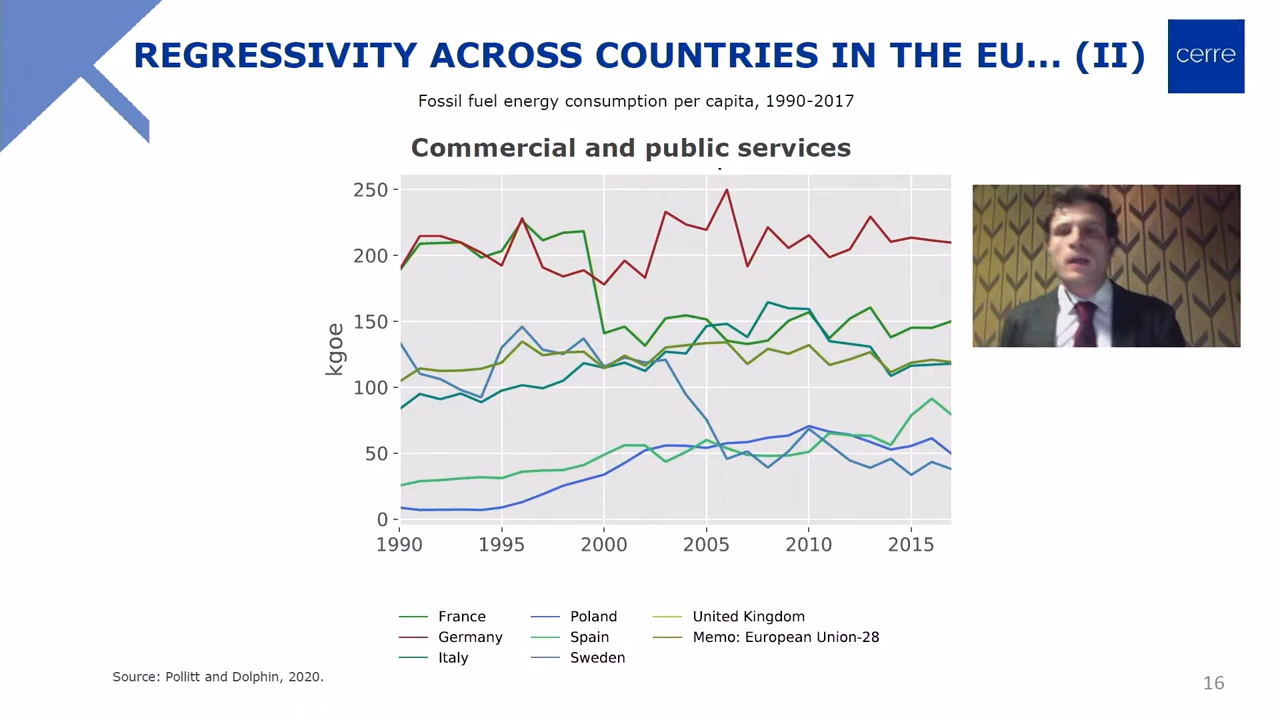 REGRESSIVITY ACROSS COUNTRIES IN THE EU... (II)
cerre
Fossil fuel energy consumption per capita, 1990-2017
Commercial and public services
250
200
150
100
50
0
kgoe
1990 1995 2000 2005 2010 2015
France Poland United Kingdom
Germany Spain Memo: European Union-28
Italy Sweden
Source: Pollitt and Dolphin, 2020.
16